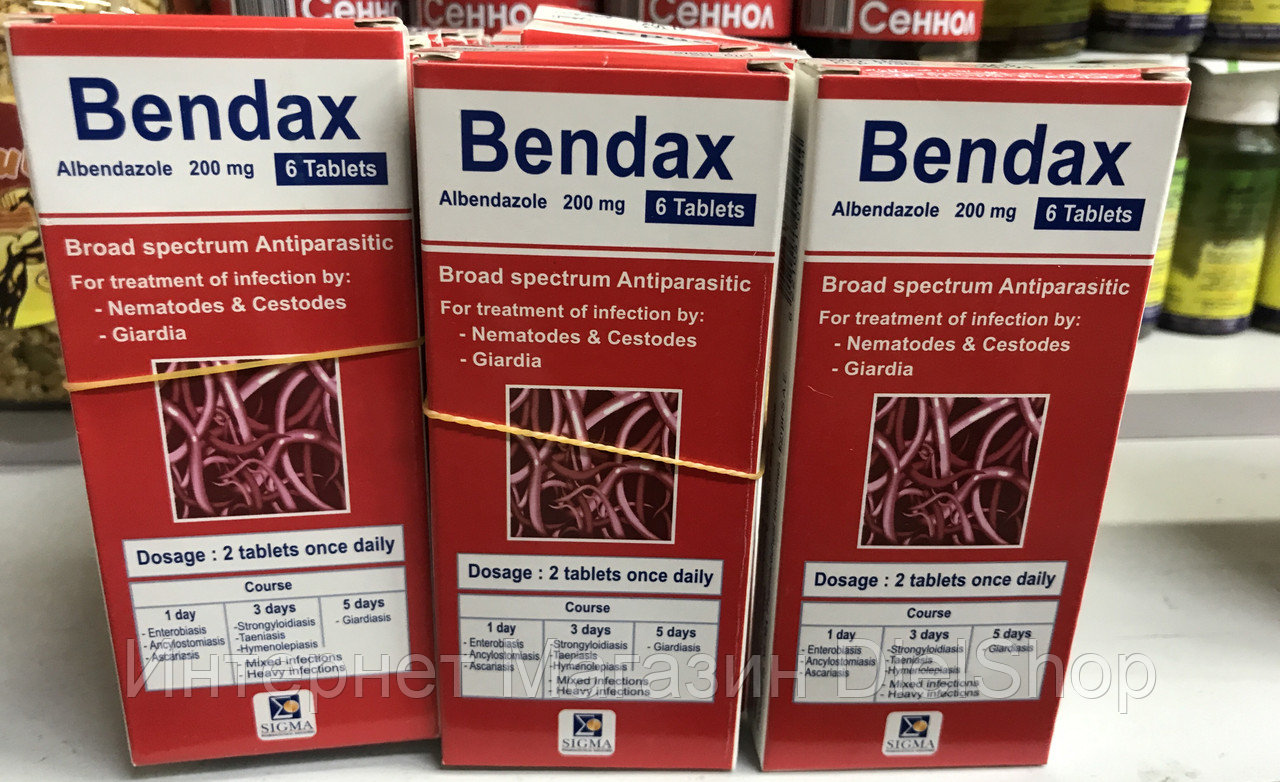 Сеннол
Сеннол
Сеннол
Bendax
Albendazole 200 mg 6 Tablets
Broad spectrum Antiparasitic
For treatment of infection by:
- Nematodes & Cestodes
- Giardia
Dosage : 2 tablets once daily
Course
1 day
- Enterobiasis
- Ancylostomiasis
- Ascariasis
3 days
-Strongyloidiasis
-Taeniasis
-Hymenolepiasis
- Mixed infections
- Heavy infections
5 days
- Giardiasis
SIGMA
Bendax
Albendazole 200 mg 6 Tablets
Broad spectrum Antiparasitic
For treatment of infection by:
- Nematodes & Cestodes
- Giardia
Dosage : 2 tablets once daily
Course
1 day
- Enterobiasis
- Ancylostomiasis
- Ascariasis
3 days
-Strongyloidiasis
-Taeniasis
-Hymenolepiasis
- Mixed infections
- Heavy infections
5 days
- Giardiasis
SIGMA
Bendax
Albendazole 200 mg 6 Tablets
Broad spectrum Antiparasitic
For treatment of infection by:
- Nematodes & Cestodes
- Giardia
Dosage : 2 tablets once daily
Course
1 day
- Enterobiasis
- Ancylostomiasis
- Ascariasis
3 days
-Strongyloidiasis
-Taeniasis
-Hymenolepiasis
- Mixed infections
- Heavy infections
5 days
- Giardiasis
SIGMA
Интернет Магазин